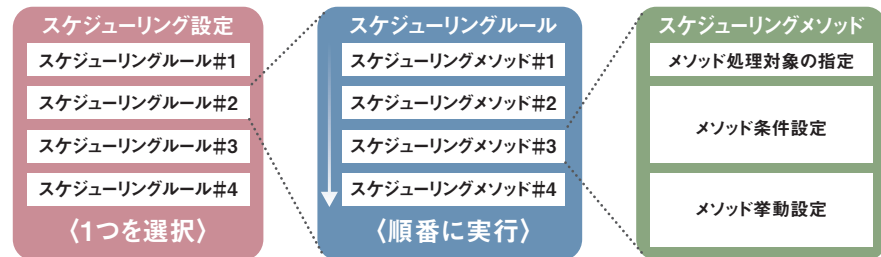 スケジューリング設定
スケジューリングルール#1
スケジューリングルール#2
スケジューリングルール#3
スケジューリングルール#4
〈1つを選択〉
スケジューリングルール
スケジューリングメソッド#1
スケジューリングメソッド#2
スケジューリングメソッド#3
スケジューリングメソッド#4
〈順番に実行〉
スケジューリングメソッド
メソッド処理対象の指定
メソッド条件設定
メソッド挙動設定